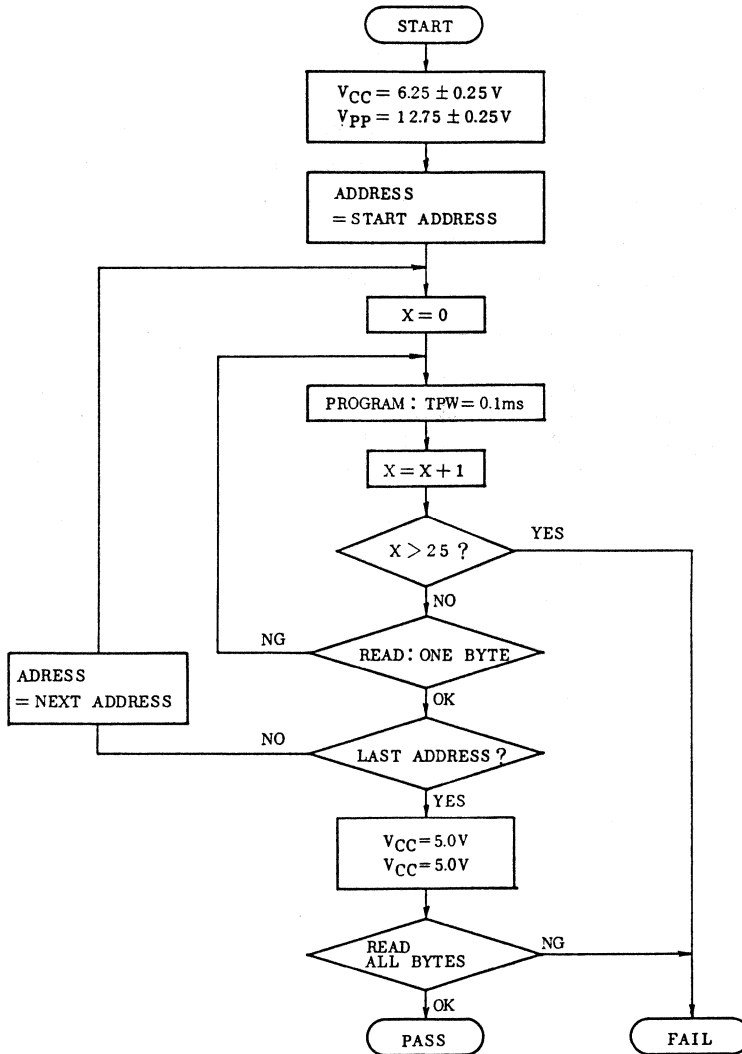 START
VCC = 6.25 ± 0.25V
VPP = 12.75 ± 0.25V
ADDRESS
= START ADDRESS
X = 0
PROGRAM : TPW = 0.1ms
X = X + 1
X > 25 ?
YES
NO
NG
READ : ONE BYTE
ADRESS
= NEXT ADDRESS
OK
NO
LAST ADDRESS ?
YES
VCC = 5.0V
VCC = 5.0V
READ
ALL BYTES
NG
OK
PASS
FAIL